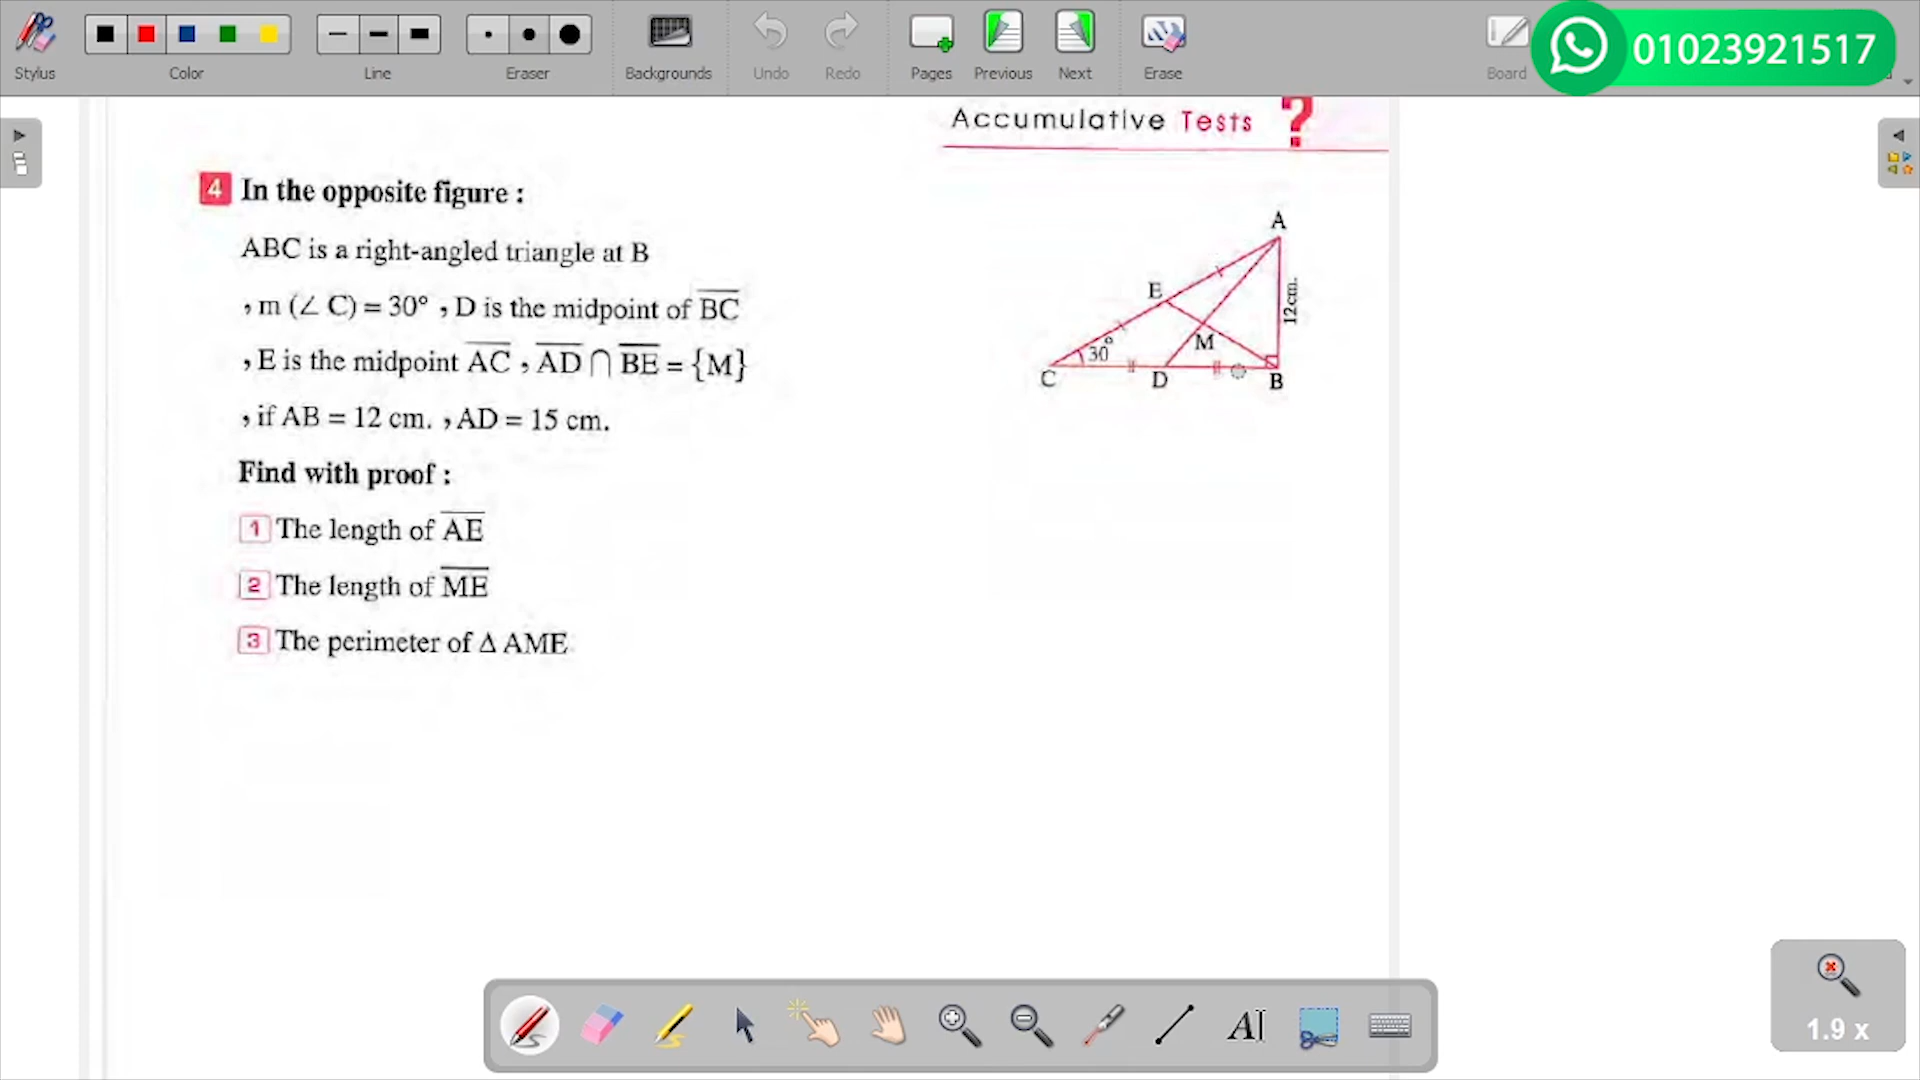 Stylus
Color
Line
Eraser
Backgrounds
Undo
Redo
Pages
Previous
Next
Erase
Board
01023921517
Accumulative Tests ?
4 In the opposite figure :
ABC is a right-angled triangle at B
, m (∠ C) = 30° , D is the midpoint of BC
, E is the midpoint AC , AD ∩ BE = {M}
, if AB = 12 cm. , AD = 15 cm.
Find with proof :
1 The length of AE
2 The length of ME
3 The perimeter of Δ AME
A
E
12cm.
M
30°
C
D
B
AI
1.9 x